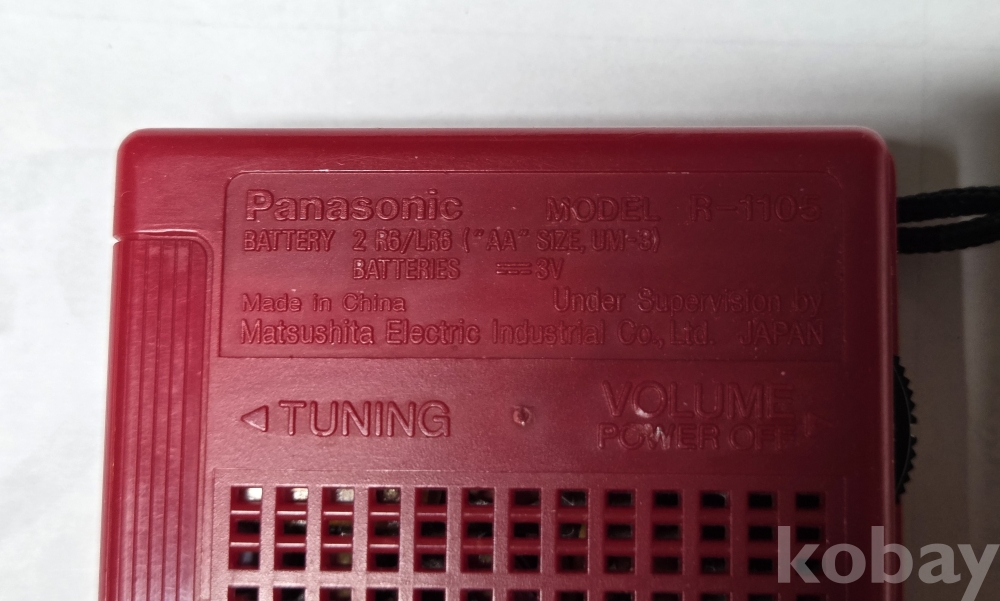 Panasonic MODEL R-1105
BATTERY 2 R6/LR6 ("AA" SIZE, UM-3)
BATTERIES ⎓3V
Made in China Under Supervision by
Matsushita Electric Industrial Co., Ltd. JAPAN
◁TUNING VOLUME
POWER OFF
kobay